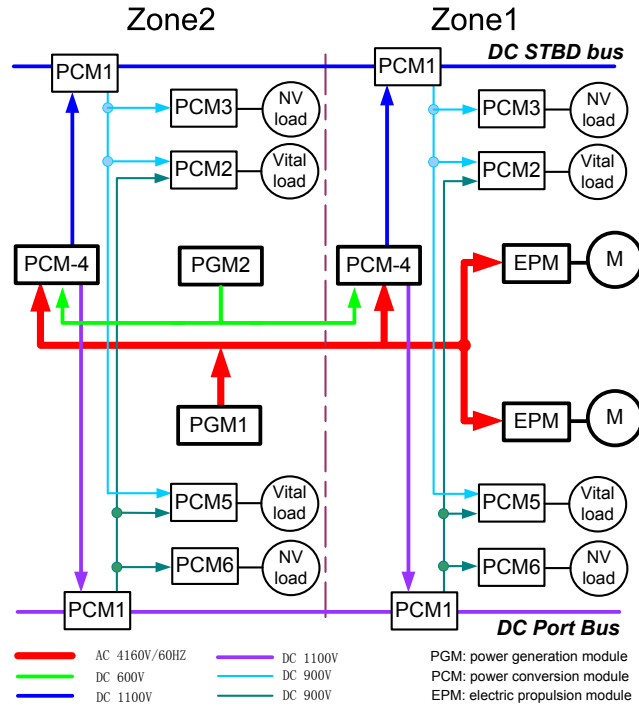 Zone2 Zone1
DC STBD bus
PCM1 PCM1
PCM3 NV load PCM3 NV load
PCM2 Vital load PCM2 Vital load
PCM-4 PGM2 PCM-4 EPM M
PGM1 EPM M
PCM5 Vital load PCM5 Vital load
PCM6 NV load PCM6 NV load
PCM1 PCM1
DC Port Bus
AC 4160V/60HZ DC 1100V PGM: power generation module
DC 600V DC 900V PCM: power conversion module
DC 1100V DC 900V EPM: electric propulsion module